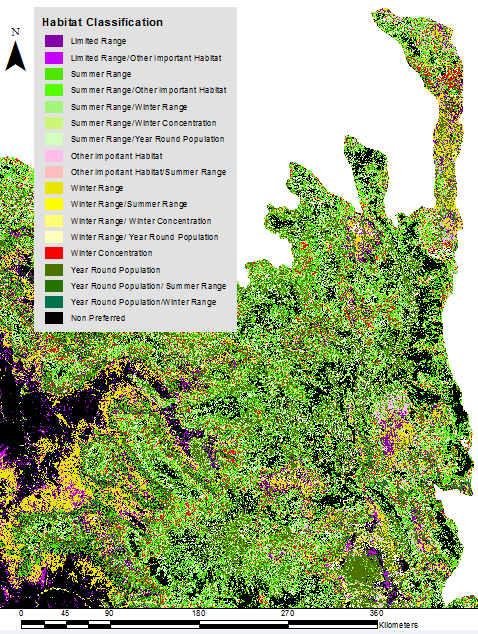 Habitat Classification
N
Limited Range
Limited Range/Other Important Habitat
Summer Range
Summer Range/Other Important Habitat
Summer Range/Winter Range
Summer Range/Winter Concentration
Summer Range/Year Round Population
Other Important Habitat
Other Important Habitat/Summer Range
Winter Range
Winter Range/Summer Range
Winter Range/ Winter Concentration
Winter Range/ Year Round Population
Winter Concentration
Year Round Population
Year Round Population/ Summer Range
Year Round Population/Winter Range
Non Preferred
0 45 90 180 270 360
Kilometers